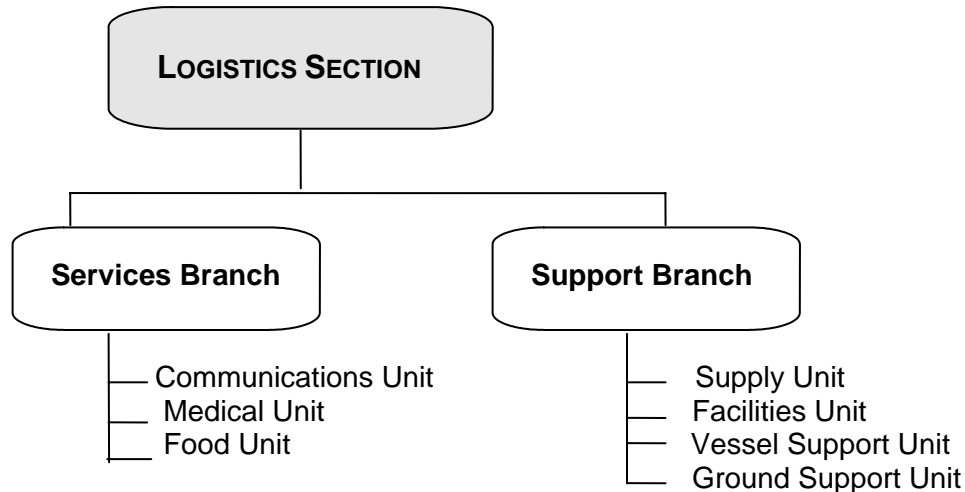 LOGISTICS SECTION
Services Branch
Communications Unit
Medical Unit
Food Unit
Support Branch
Supply Unit
Facilities Unit
Vessel Support Unit
Ground Support Unit